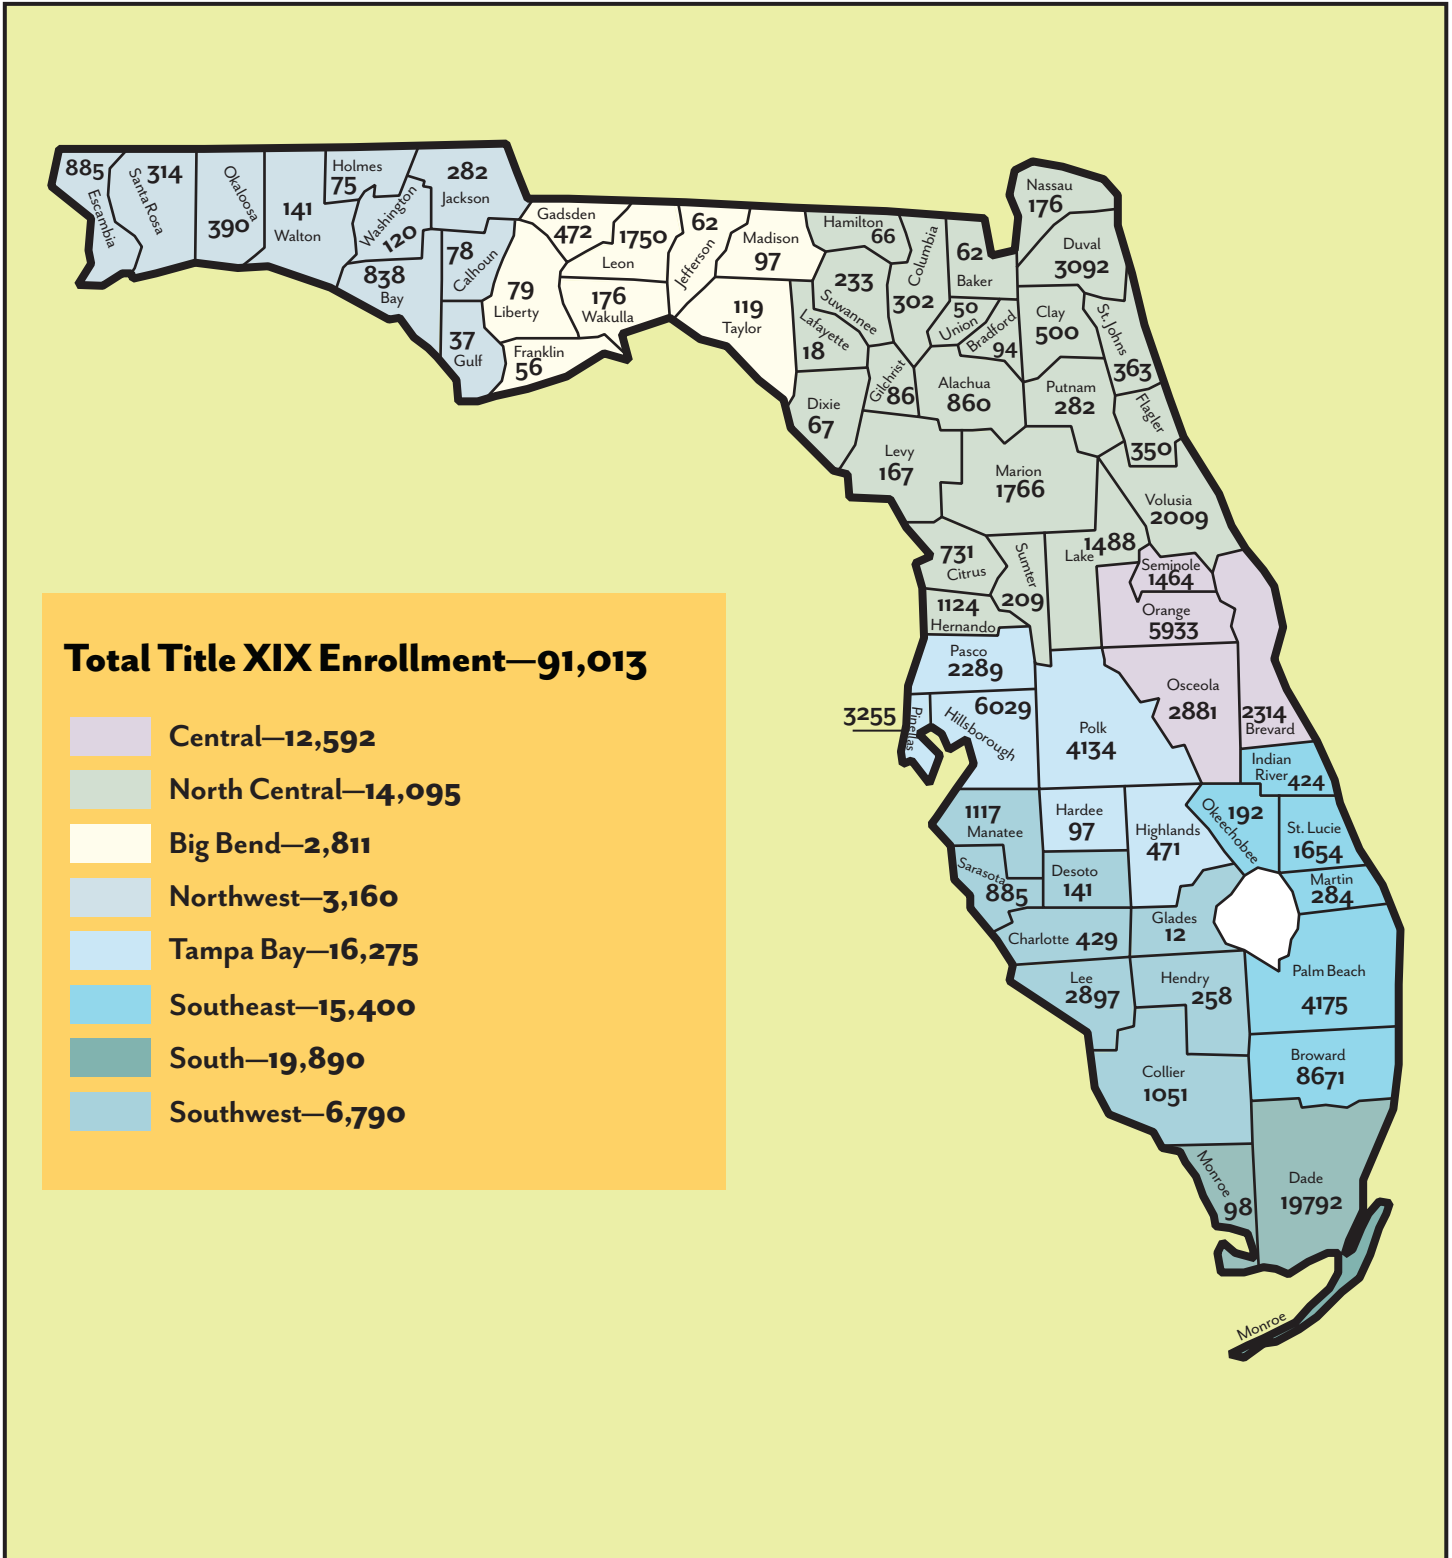 885
Escambia
314
Santa Rosa
Okaloosa
390
141
Walton
Holmes
75
Washington
120
282
Jackson
838
Bay
78
Calhoun
37
Gulf
Gadsden
472
79
Liberty
Franklin
56
1750
Leon
176
Wakulla
62
Jefferson
Madison
97
119
Taylor
Hamilton
66
233
Suwannee
Lafayette
18
Columbia
302
62
Baker
50
Union
Bradford
94
Nassau
176
Duval
3092
Clay
500
St. Johns
363
Dixie
67
Gilchrist
86
Alachua
860
Putnam
282
Flagler
350
Levy
167
Marion
1766
Volusia
2009
731
Citrus
Sumter
209
Lake
1488
Seminole
1464
Orange
5933
1124
Hernando
Pasco
2289
Osceola
2881
2314
Brevard
3255
Pinellas
6029
Hillsborough
Polk
4134
Indian
River 424
1117
Manatee
Hardee
97
Highlands
471
192
Okeechobee
St. Lucie
1654
Sarasota
885
Desoto
141
Martin
284
Charlotte 429
Glades
12
Lee
2897
Hendry
258
Palm Beach
4175
Collier
1051
Broward
8671
Monroe
98
Dade
19792
Monroe
Total Title XIX Enrollment—91,013
Central—12,592
North Central—14,095
Big Bend—2,811
Northwest—3,160
Tampa Bay—16,275
Southeast—15,400
South—19,890
Southwest—6,790